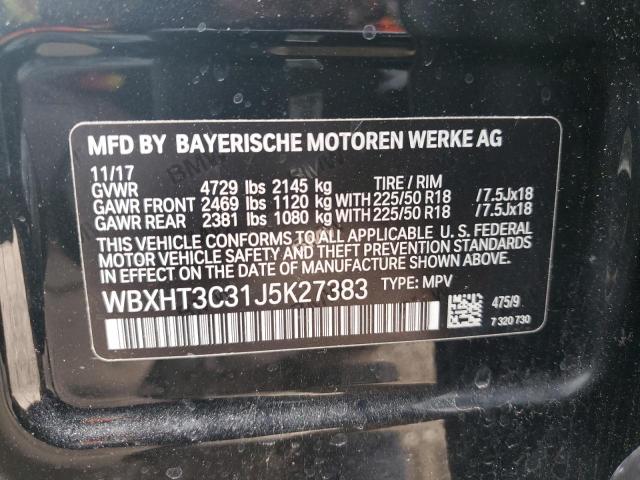 MFD BY BAYERISCHE MOTOREN WERKE AG
11/17
GVWR 4729 lbs 2145 kg TIRE / RIM
GAWR FRONT 2469 lbs 1120 kg WITH 225/50 R18 /7.5Jx18
GAWR REAR 2381 lbs 1080 kg WITH 225/50 R18 /7.5Jx18
THIS VEHICLE CONFORMS TO ALL APPLICABLE U. S. FEDERAL
MOTOR VEHICLE SAFETY AND THEFT PREVENTION STANDARDS
IN EFFECT ON THE DATE OF MANUFACTURE SHOWN ABOVE.
WBXHT3C31J5K27383 TYPE: MPV
475/9
7 320 730